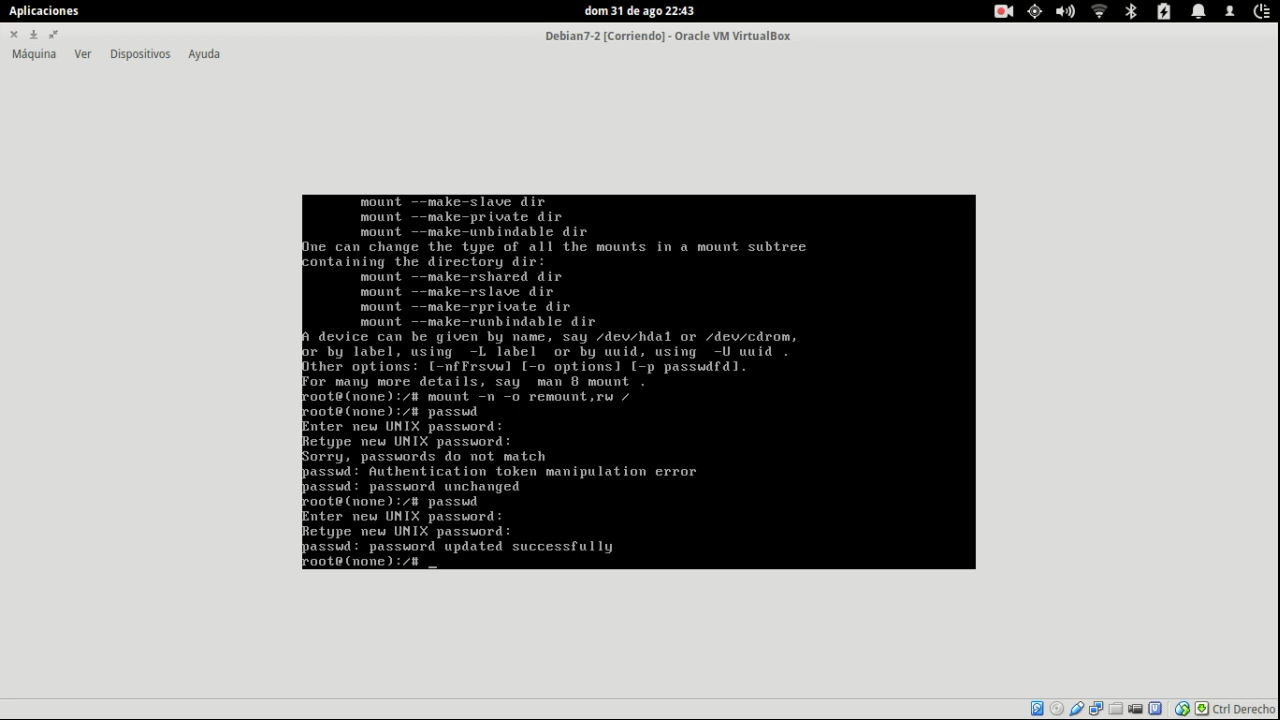 Aplicaciones
dom 31 de ago 22:43
Debian7-2 [Corriendo] - Oracle VM VirtualBox
Máquina Ver Dispositivos Ayuda
mount --make-slave dir
mount --make-private dir
mount --make-unbindable dir
One can change the type of all the mounts in a mount subtree
containing the directory dir:
mount --make-rshared dir
mount --make-rslave dir
mount --make-rprivate dir
mount --make-runbindable dir
A device can be given by name, say /dev/hda1 or /dev/cdrom,
or by label, using  -L label  or by uuid, using  -U uuid .
Other options: [-nfFrsvw] [-o options] [-p passwdfd].
For many more details, say  man 8 mount .
root@(none):/# mount -n -o remount,rw /
root@(none):/# passwd
Enter new UNIX password:
Retype new UNIX password:
Sorry, passwords do not match
passwd: Authentication token manipulation error
passwd: password unchanged
root@(none):/# passwd
Enter new UNIX password:
Retype new UNIX password:
passwd: password updated successfully
root@(none):/# _
Ctrl Derecho